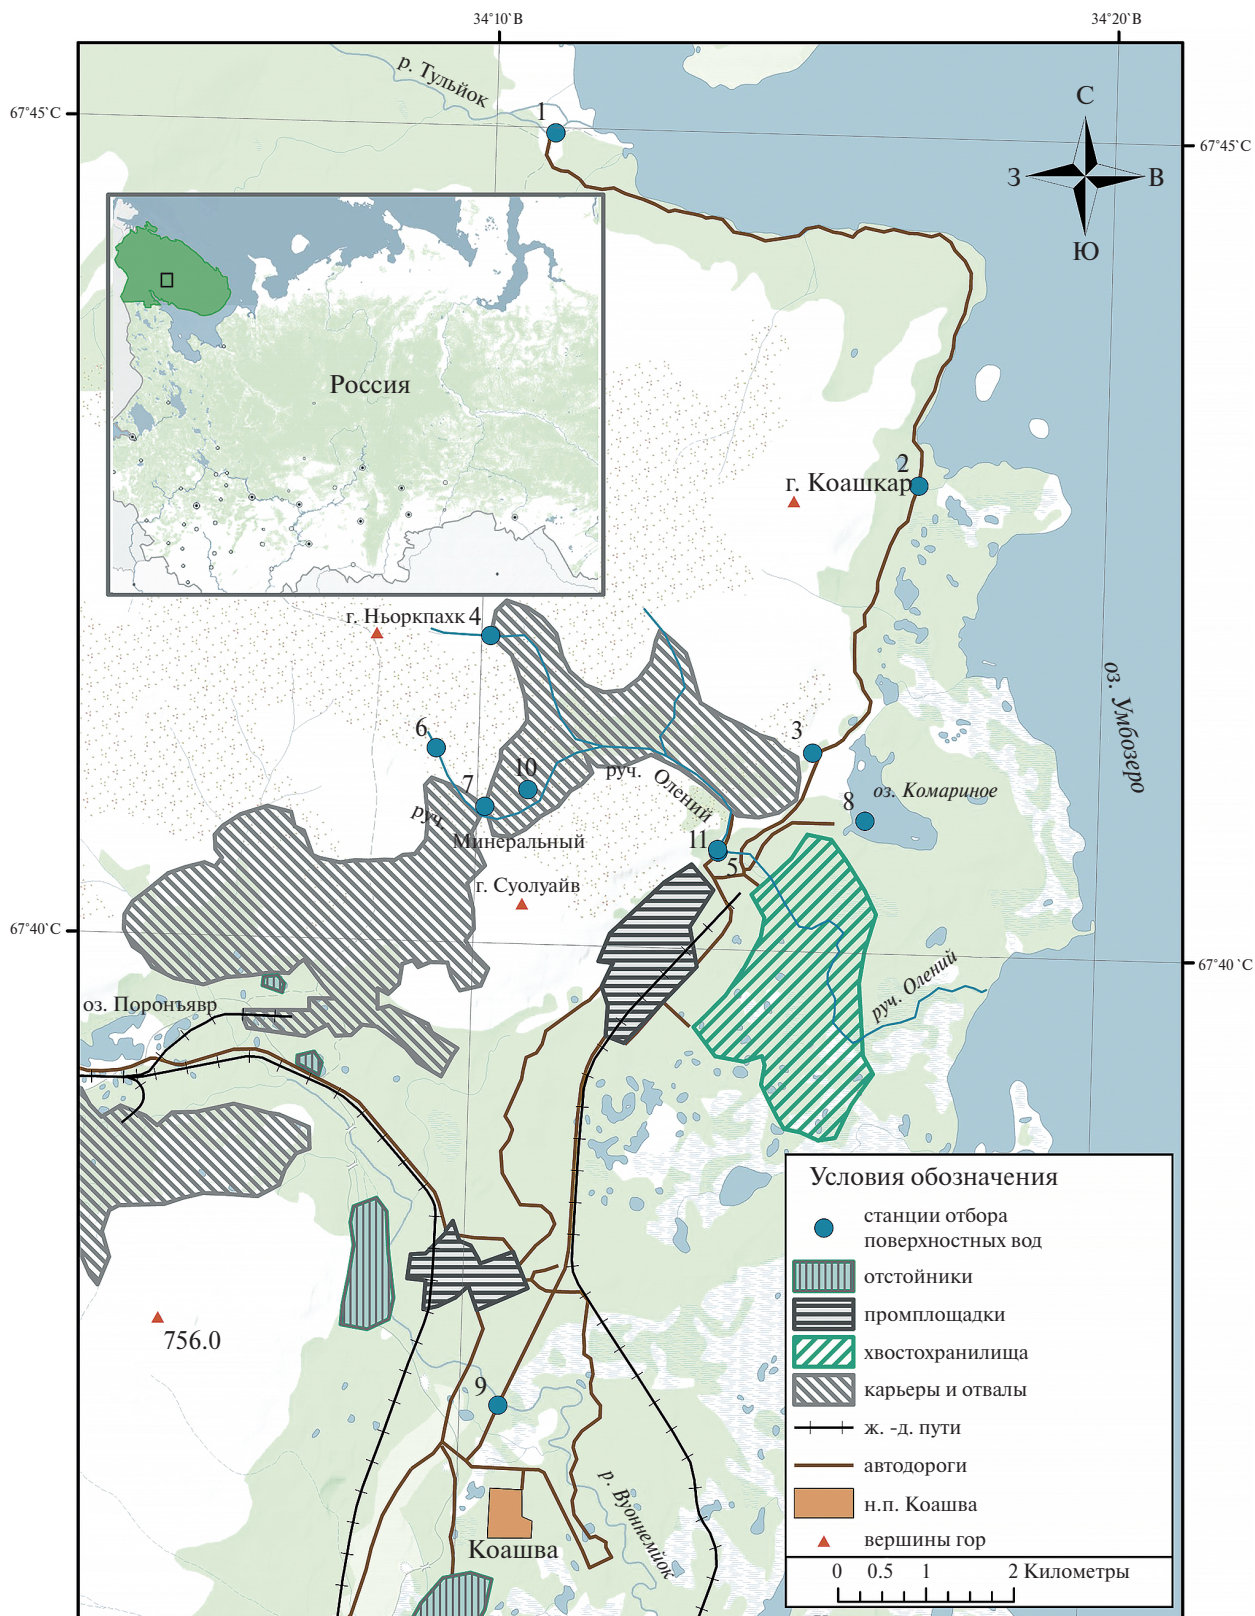 34°10`В
34°20`В
67°45`С
67°45`С
р. Тульйок
1
С
З
В
Ю
Россия
2
г. Коашкар
г. Ньоркпахк
4
оз. Умбозеро
6
3
10
7
руч.
Олений
8
оз. Комариное
руч.
Минеральный
11
5
г. Суолуайв
67°40`С
67°40`С
руч. Олений
оз. Поронъявр
756.0
9
р. Вуоннемйок
Коашва
Условия обозначения
станции отбора
поверхностных вод
отстойники
промплощадки
хвостохранилища
карьеры и отвалы
ж. -д. пути
автодороги
н.п. Коашва
вершины гор
0 0.5 1 2 Километры